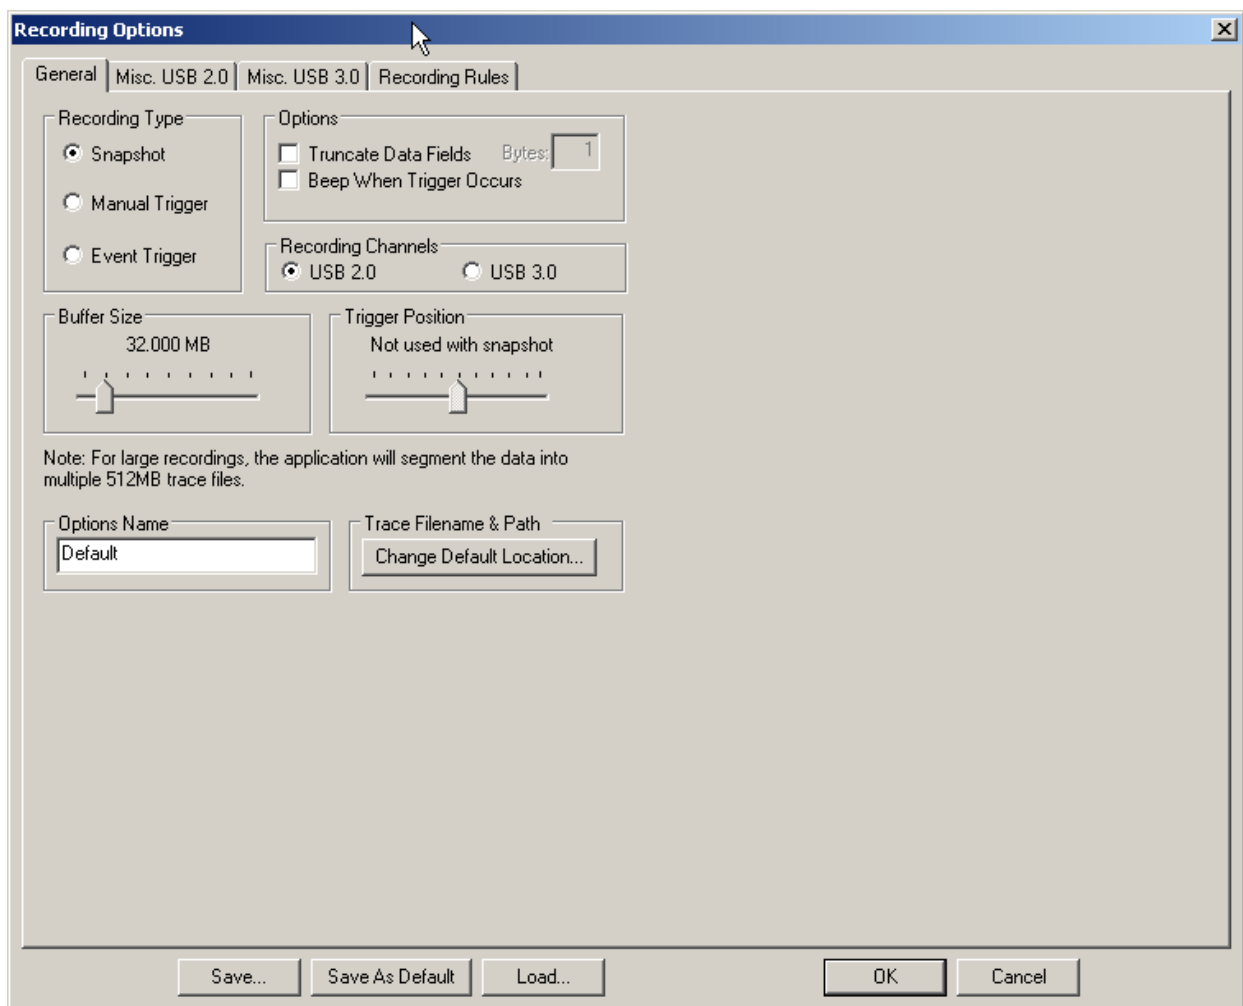 Recording Options
General Misc. USB 2.0 Misc. USB 3.0 Recording Rules
Recording Type
Snapshot
Manual Trigger
Event Trigger
Options
Truncate Data Fields Bytes: 1
Beep When Trigger Occurs
Recording Channels
USB 2.0 USB 3.0
Buffer Size
32.000 MB
Trigger Position
Not used with snapshot
Note: For large recordings, the application will segment the data into
multiple 512MB trace files.
Options Name
Default
Trace Filename & Path
Change Default Location...
Save... Save As Default Load... OK Cancel